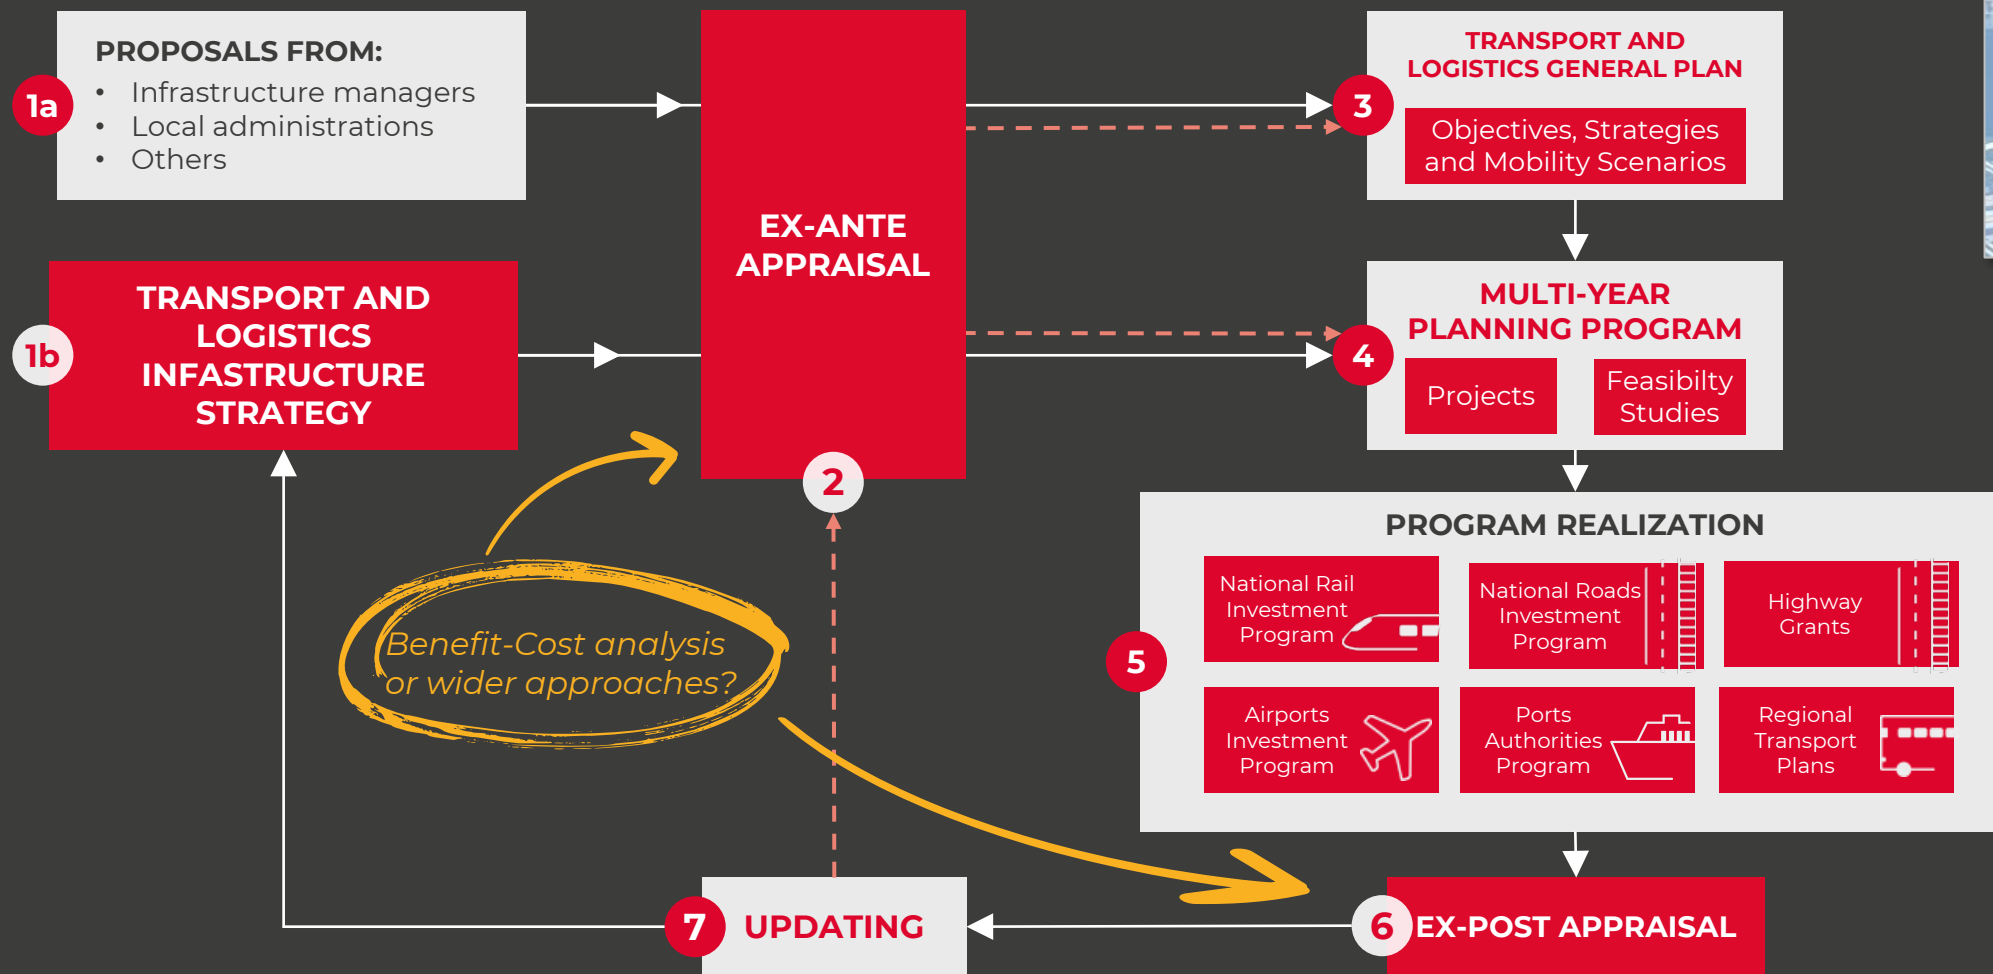 1a
PROPOSALS FROM:
• Infrastructure managers
• Local administrations
• Others
1b
TRANSPORT AND
LOGISTICS
INFASTRUCTURE
STRATEGY
EX-ANTE
APPRAISAL
2
3
TRANSPORT AND
LOGISTICS GENERAL PLAN
Objectives, Strategies
and Mobility Scenarios
4
MULTI-YEAR
PLANNING PROGRAM
Projects
Feasibilty
Studies
Benefit-Cost analysis
or wider approaches?
5
PROGRAM REALIZATION
National Rail
Investment
Program
National Roads
Investment
Program
Highway
Grants
Airports
Investment
Program
Ports
Authorities
Program
Regional
Transport
Plans
6
EX-POST APPRAISAL
7
UPDATING